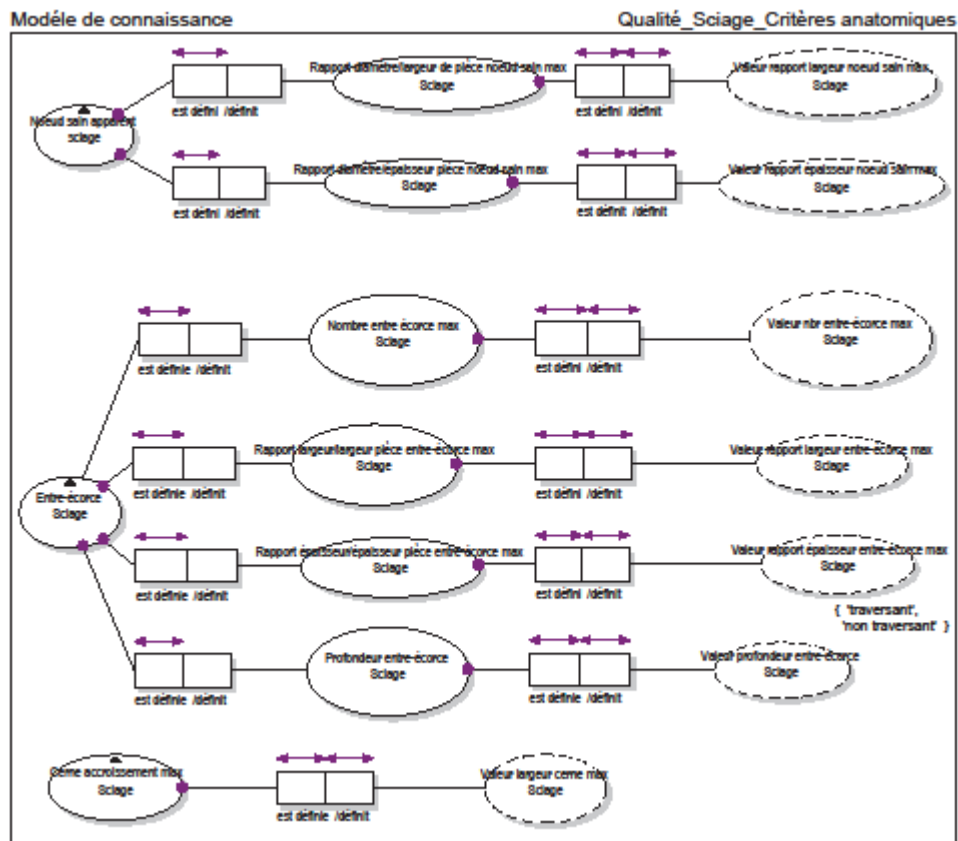 Modéle de connaissance
Qualité_Sciage_Critères anatomiques
Rapport diamètre/largeur de pièce noeud sain max
Sciage
Valeur rapport largeur noeud sain max
Sciage
est défini /définit
est défini /définit
Noeud sain apparent
sciage
Rapport diamètre/épaisseur pièce noeud sain max
Sciage
Valeur rapport épaisseur noeud sain max
Sciage
est défini /définit
est définit /définit
Nombre entre écorce max
Sciage
Valeur nbr entre-écorce max
Sciage
est définie /définit
est défini /définit
Rapport largeur/largeur pièce entre-écorce max
Sciage
Valeur rapport largeur entre-écorce max
Sciage
est définie /définit
est défini /définit
Entre-écorce
Sciage
Rapport épaisseur/épaisseur pièce entre-écorce max
Sciage
Valeur rapport épaisseur entre-écorce max
Sciage
est définie /définit
est défini /définit
{ 'traversant',
'non traversant' }
Profondeur entre-écorce
Sciage
Valeur profondeur entre-écorce
Sciage
est définie /définit
est défini /définit
Cerne accroissement max
Sciage
Valeur largeur cerne max
Sciage
est définie /définit